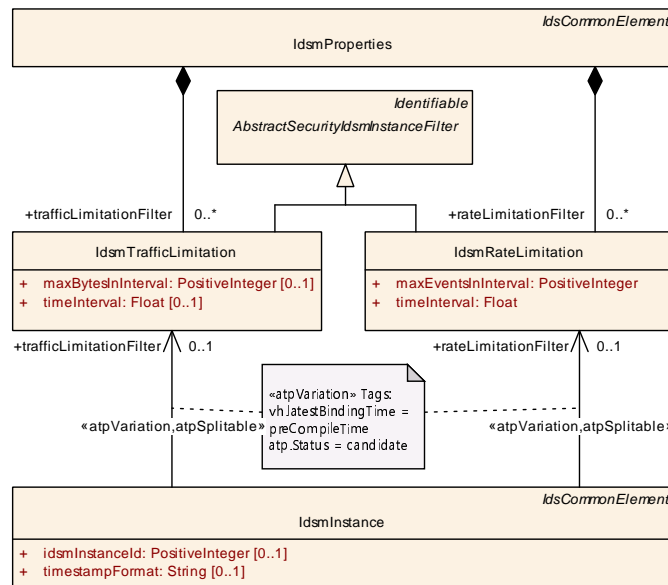 IdsCommonElement
IdsmProperties
Identifiable
AbstractSecurityIdsmInstanceFilter
+trafficLimitationFilter 0..*
+rateLimitationFilter 0..*
IdsmTrafficLimitation
+ maxBytesInInterval: PositiveInteger [0..1]
+ timeInterval: Float [0..1]
IdsmRateLimitation
+ maxEventsInInterval: PositiveInteger
+ timeInterval: Float
+trafficLimitationFilter 0..1
+rateLimitationFilter 0..1
«atpVariation» Tags:
vh.latestBindingTime =
preCompileTime
atp.Status = candidate
«atpVariation,atpSplitable»
«atpVariation,atpSplitable»
IdsCommonElement
IdsmInstance
+ idsmInstanceId: PositiveInteger [0..1]
+ timestampFormat: String [0..1]